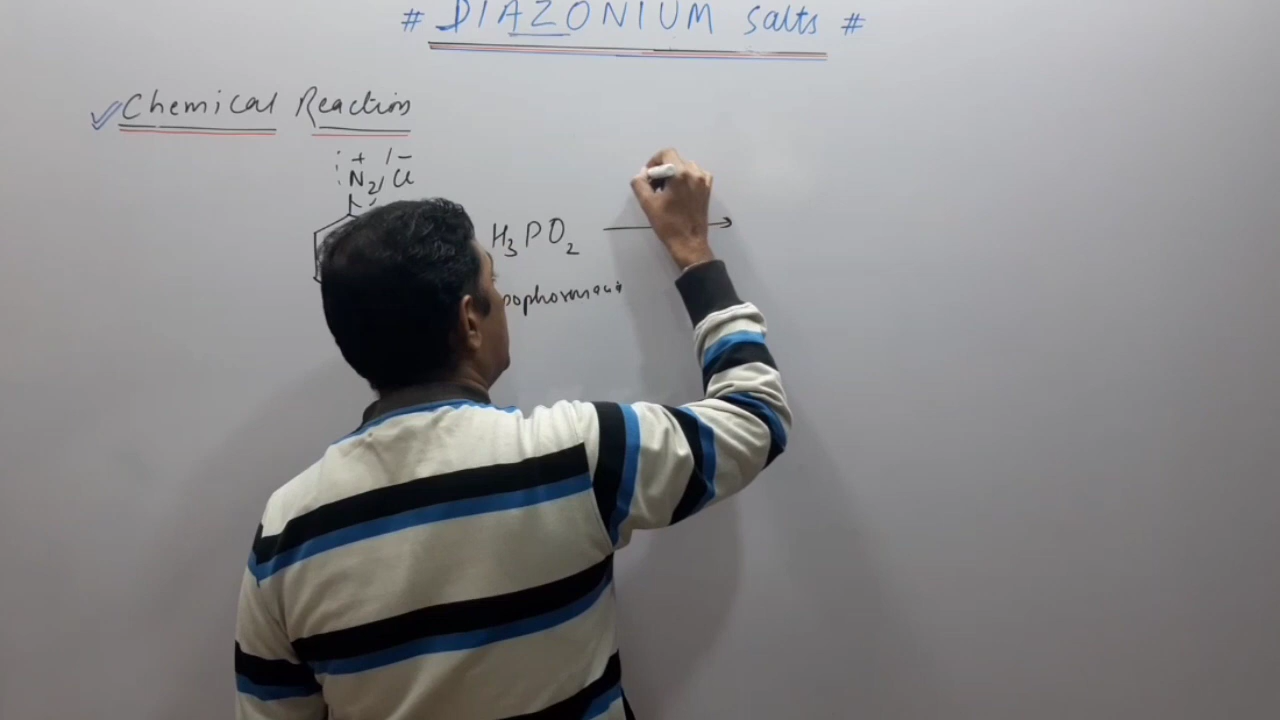 # DIAZONIUM salts #
✓ Chemical Reaction
+ -
N2 Cl
H3PO2